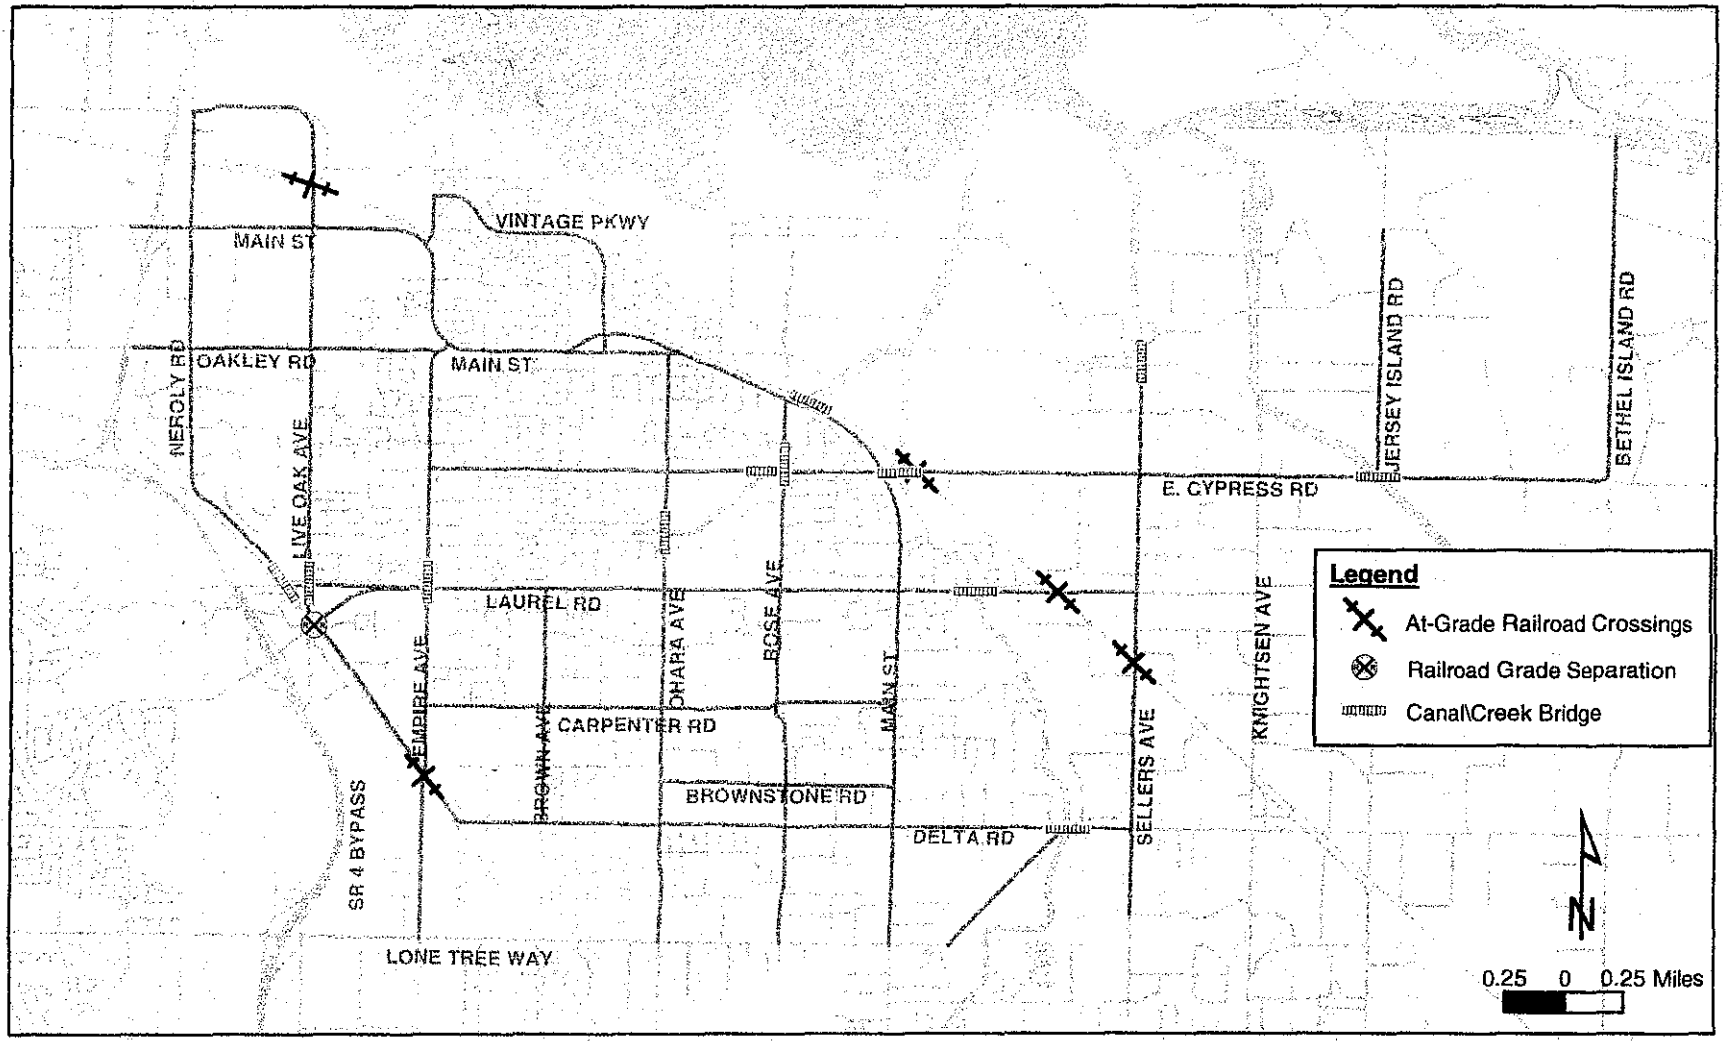 VINTAGE PKWY
MAIN ST
OAKLEY RD
MAIN ST
NEROLY RD
LIVE OAK AVE
JERSEY ISLAND RD
BETHEL ISLAND RD
E. CYPRESS RD
LAUREL RD
OHARA AVE
ROSE AVE
MAIN ST
EMPIRE AVE
BROWN AVE
CARPENTER RD
KNIGHTSEN AVE
SELLERS AVE
BROWNSTONE RD
DELTA RD
SR 4 BYPASS
LONE TREE WAY
Legend
At-Grade Railroad Crossings
Railroad Grade Separation
Canal\Creek Bridge
N
0.25 0 0.25 Miles